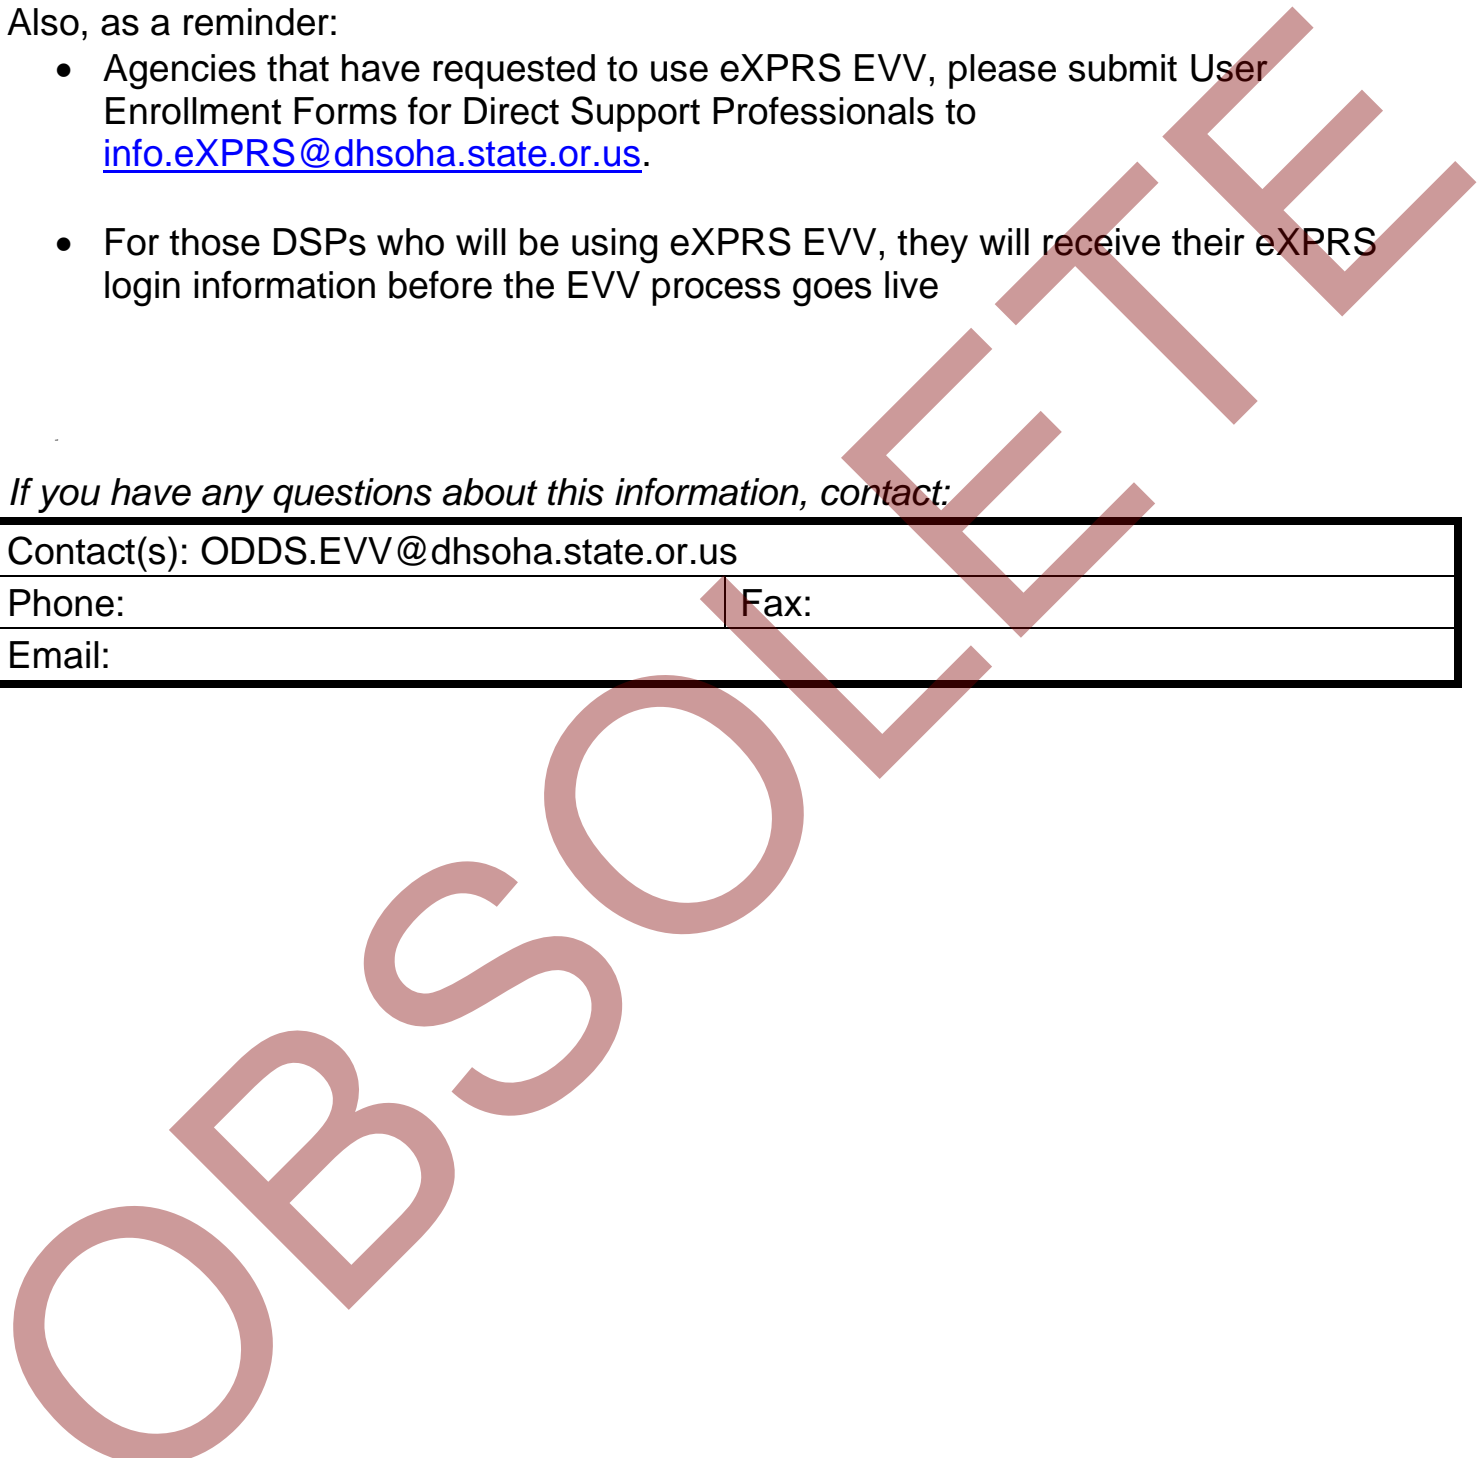 Also, as a reminder:
• Agencies that have requested to use eXPRS EVV, please submit User
Enrollment Forms for Direct Support Professionals to
info.eXPRS@dhsoha.state.or.us.
• For those DSPs who will be using eXPRS EVV, they will receive their eXPRS
login information before the EVV process goes live
If you have any questions about this information, contact:
Contact(s): ODDS.EVV@dhsoha.state.or.us
Phone: Fax:
Email:
OBSOLETE